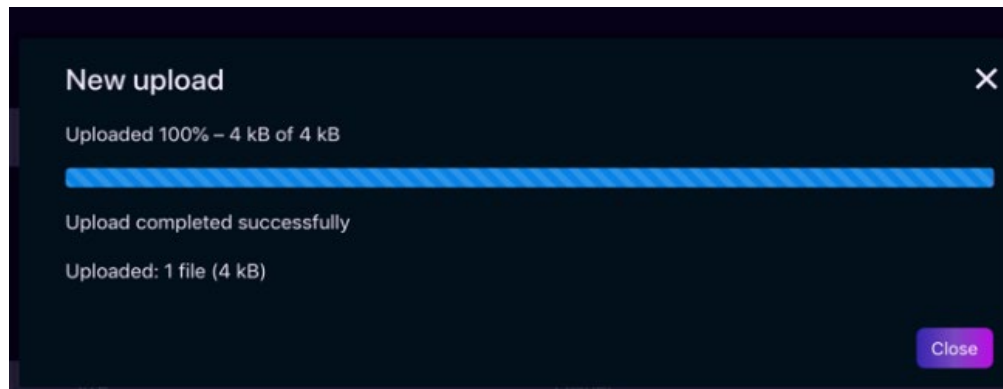 New upload
Uploaded 100% – 4 kB of 4 kB
Upload completed successfully
Uploaded: 1 file (4 kB)
Close